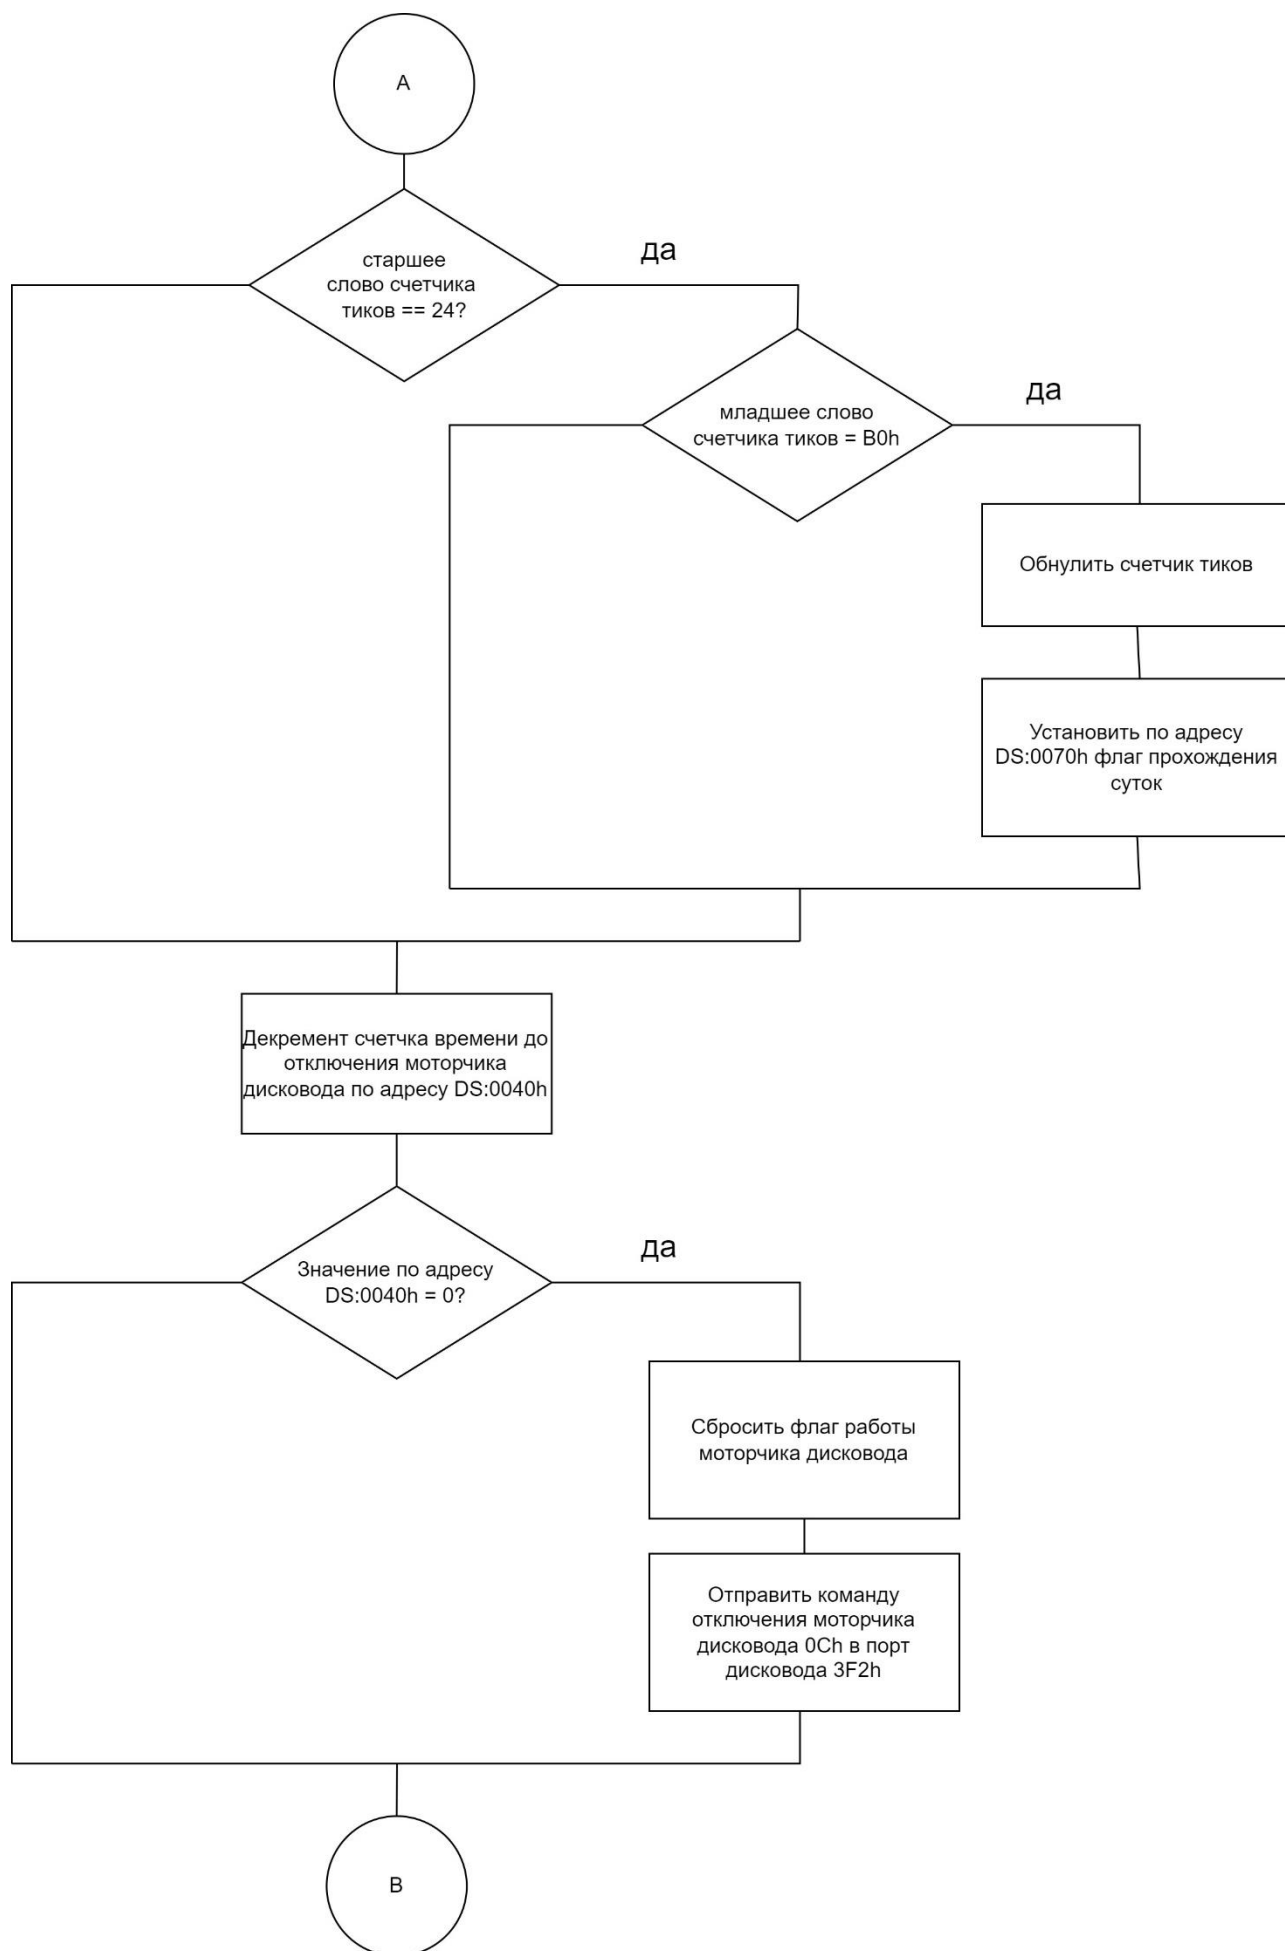 A
старшее
слово счетчика
тиков == 24?
да
младшее слово
счетчика тиков = B0h
да
Обнулить счетчик тиков
Установить по адресу
DS:0070h флаг прохождения
суток
Декремент счетчка времени до
отключения моторчика
дисковода по адресу DS:0040h
Значение по адресу
DS:0040h = 0?
да
Сбросить флаг работы
моторчика дисковода
Отправить команду
отключения моторчика
дисковода 0Ch в порт
дисковода 3F2h
B